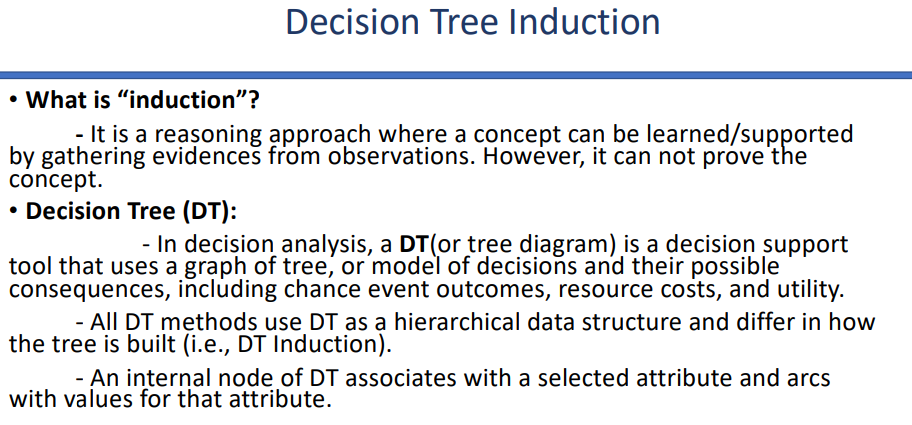 Decision Tree Induction
• What is “induction”?
- It is a reasoning approach where a concept can be learned/supported
by gathering evidences from observations. However, it can not prove the
concept.
• Decision Tree (DT):
- In decision analysis, a DT(or tree diagram) is a decision support
tool that uses a graph of tree, or model of decisions and their possible
consequences, including chance event outcomes, resource costs, and utility.
- All DT methods use DT as a hierarchical data structure and differ in how
the tree is built (i.e., DT Induction).
- An internal node of DT associates with a selected attribute and arcs
with values for that attribute.